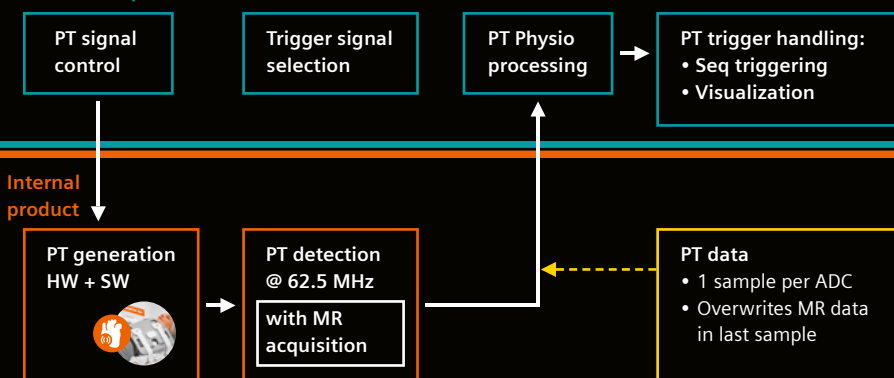 PT signal
control
Trigger signal
selection
PT Physio
processing
PT trigger handling:
• Seq triggering
• Visualization
Internal
product
PT generation
HW + SW
PT detection
@ 62.5 MHz
with MR
acquisition
PT data
• 1 sample per ADC
• Overwrites MR data
in last sample